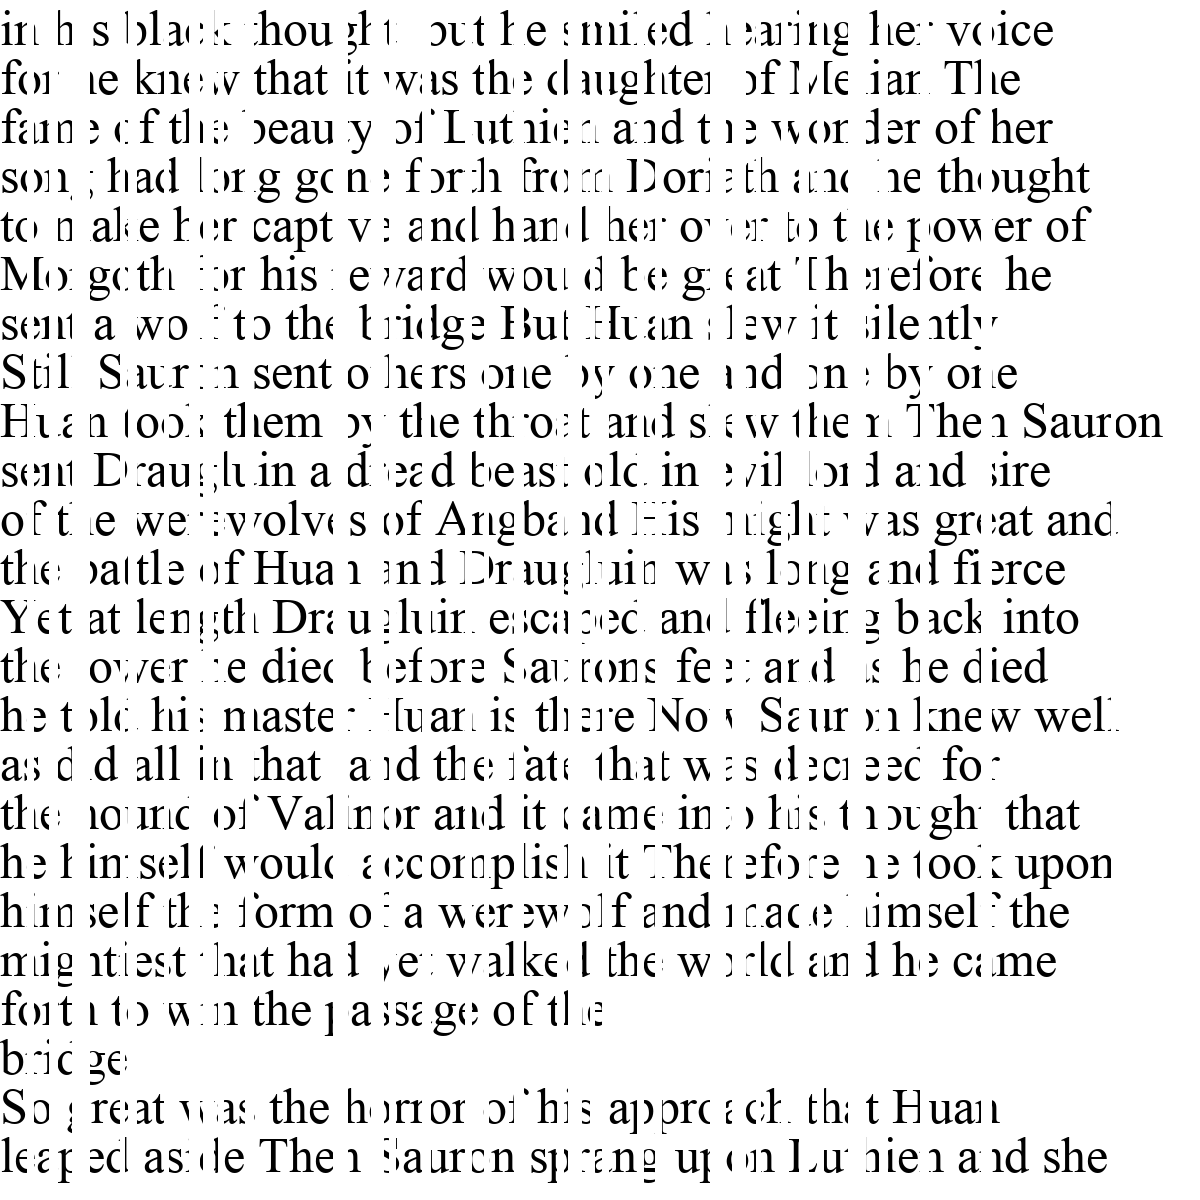 in his black thought but he smiled hearing her voice
for he knew that it was the daughter of Melian The
fame of the beauty of Luthien and the wonder of her
song had long gone forth from Doriath and he thought
to make her captive and hand her over to the power of
Morgoth for his reward would be great Therefore he
sent a wolf to the bridge But Huan slew it silently
Still Sauron sent others one by one and one by one
Huan took them by the throat and slew them Then Sauron
sent Draugluin a dread beast old in evil lord and sire
of the werewolves of Angband His might was great and
the battle of Huan and Draugluin was long and fierce
Yet at length Draugluin escaped and fleeing back into
the tower he died before Saurons feet and as he died
he told his master Huan is there Now Sauron knew well
as did all in that land the fate that was decreed for
the hound of Valinor and it came into his thought that
he himself would accomplish it Therefore he took upon
himself the form of a werewolf and made himself the
mightiest that had yet walked the world and he came
forth to win the passage of the
bridge
So great was the horror of his approach that Huan
leaped aside Then Sauron sprang upon Luthien and she